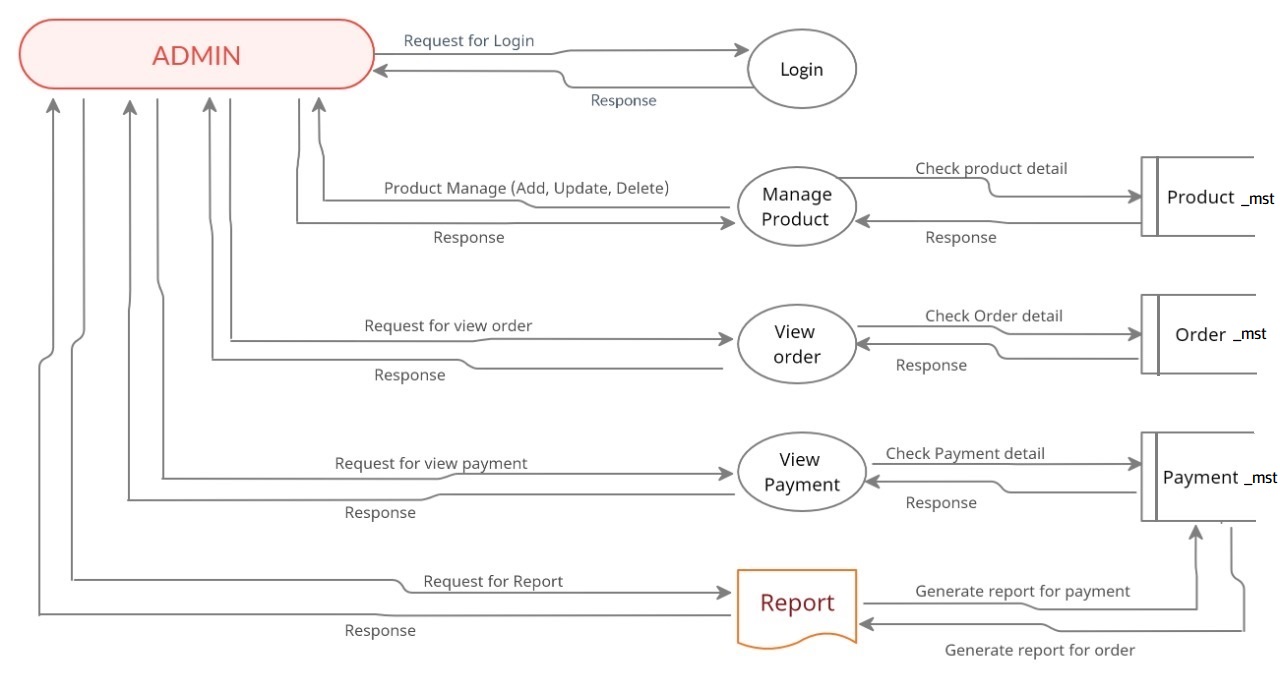 Request for Login
ADMIN
Login
Response
Check product detail
Product Manage (Add, Update, Delete)
Manage
Product
Product _mst
Response
Response
Request for view order
Check Order detail
View
order
Order _mst
Response
Response
Request for view payment
Check Payment detail
View
Payment
Payment _mst
Response
Response
Request for Report
Generate report for payment
Report
Response
Generate report for order